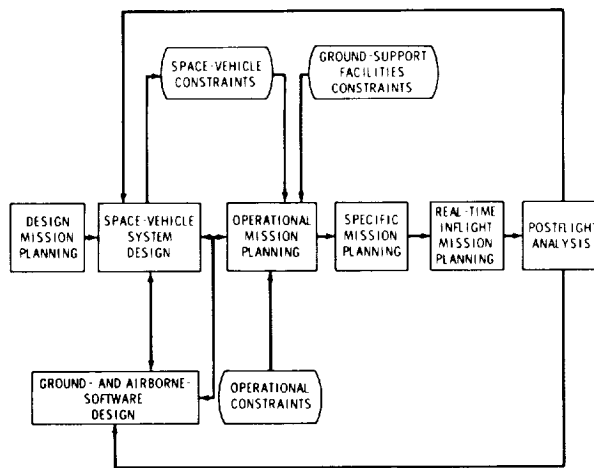 SPACE-VEHICLE
CONSTRAINTS
GROUND-SUPPORT
FACILITIES
CONSTRAINTS
DESIGN
MISSION
PLANNING
SPACE-VEHICLE
SYSTEM
DESIGN
OPERATIONAL
MISSION
PLANNING
SPECIFIC
MISSION
PLANNING
REAL-TIME
INFLIGHT
MISSION
PLANNING
POSTFLIGHT
ANALYSIS
GROUND- AND AIRBORNE-
SOFTWARE
DESIGN
OPERATIONAL
CONSTRAINTS